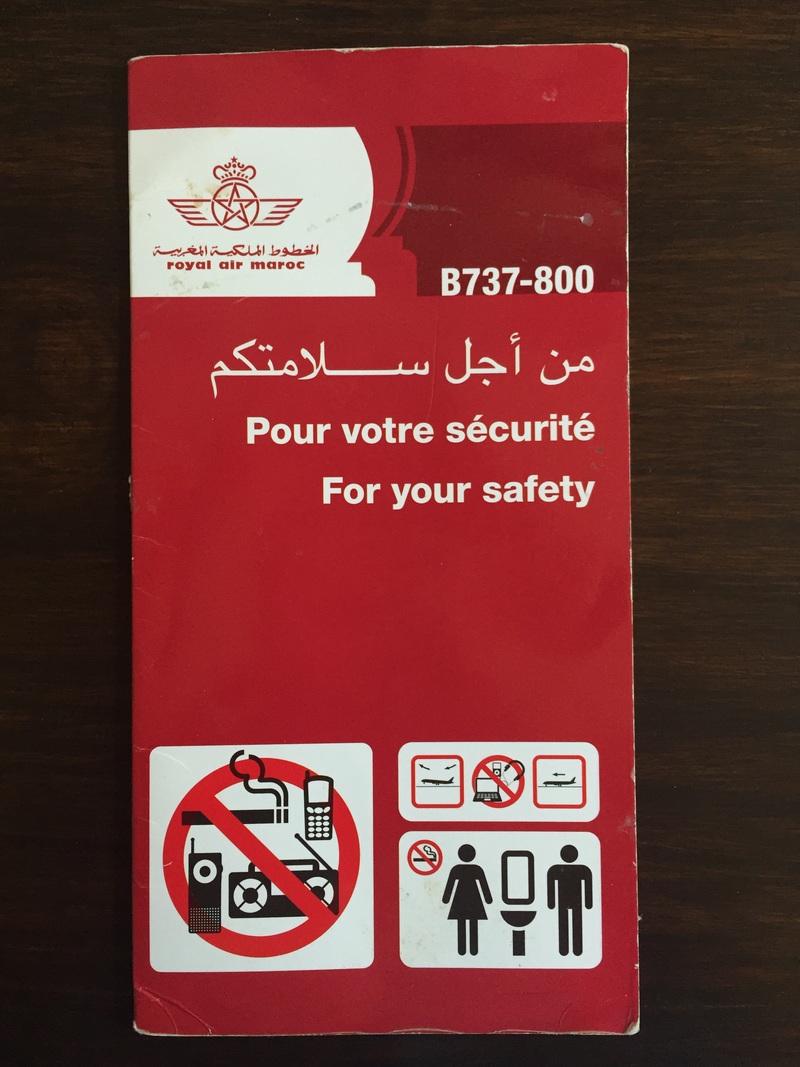 الخطوط الملكية المغربية
royal air maroc
B737-800
من أجل سلامتكم
Pour votre sécurité
For your safety